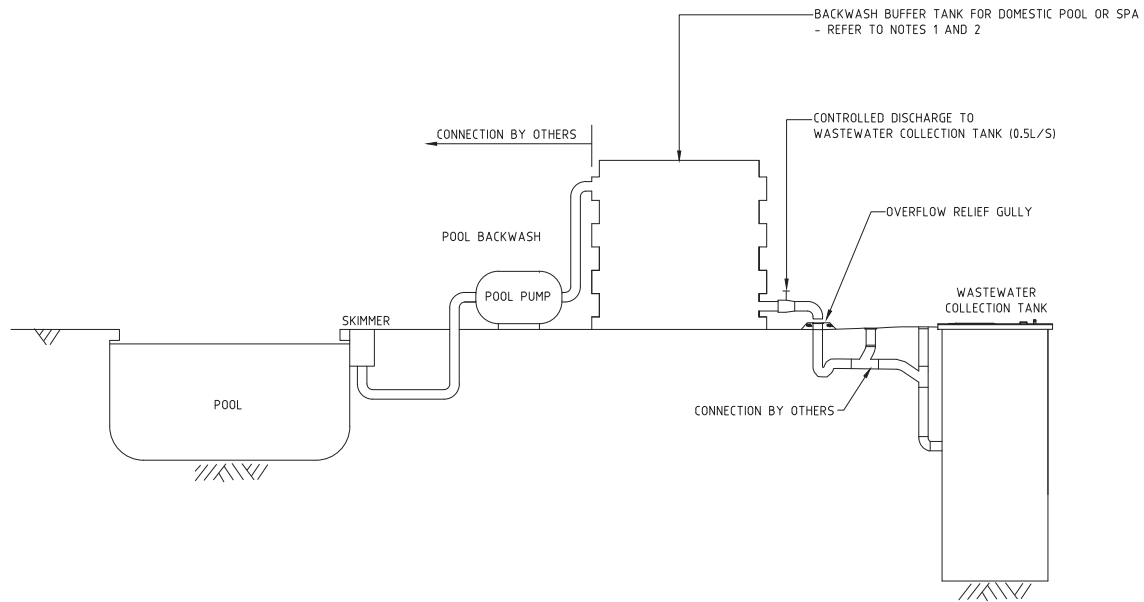 BACKWASH BUFFER TANK FOR DOMESTIC POOL OR SPA
- REFER TO NOTES 1 AND 2
CONTROLLED DISCHARGE TO
WASTEWATER COLLECTION TANK (0.5L/S)
CONNECTION BY OTHERS
OVERFLOW RELIEF GULLY
POOL BACKWASH
POOL PUMP
WASTEWATER
COLLECTION TANK
SKIMMER
POOL
CONNECTION BY OTHERS